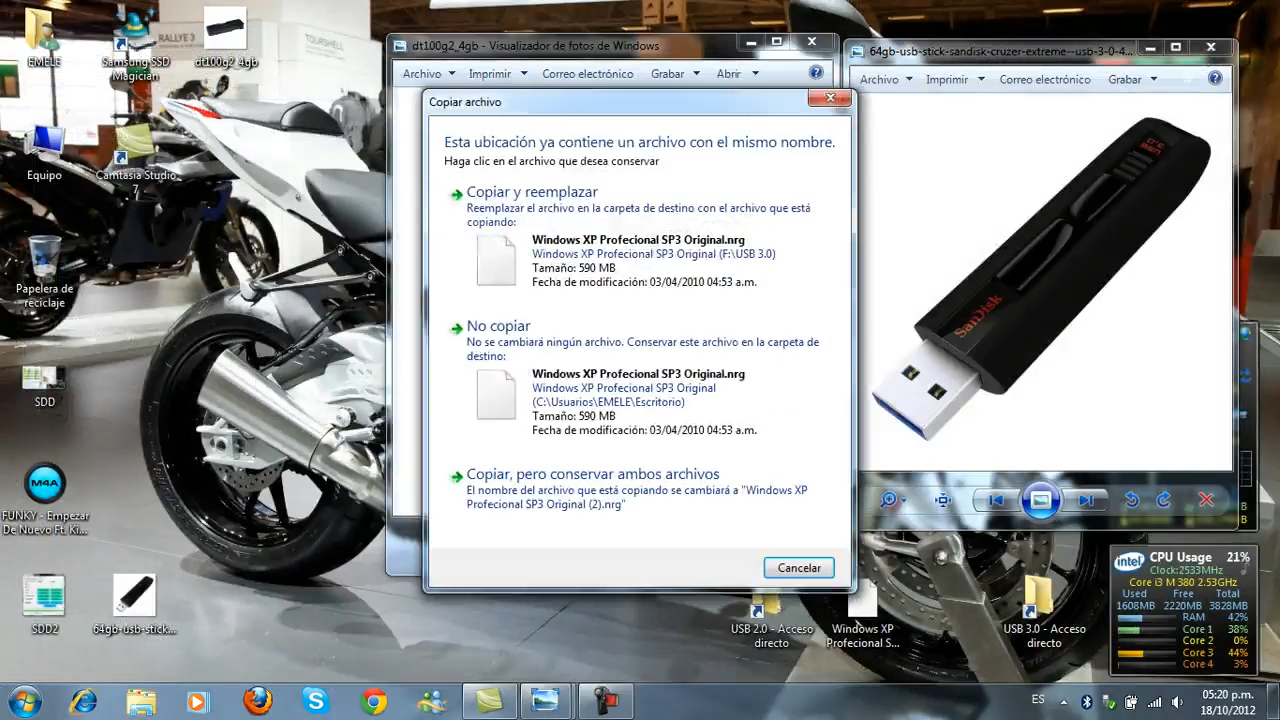 EMELE
Samsung SSD
Magician
dt100g2_4gb
RALLYE 3
TOURSHELL
Equipo
Camtasia Studio
7
Papelera de
reciclaje
SDD
M4A
FUNKY - Empezar
De Nuevo Ft. Ki...
SDD2
64gb-usb-stick...
dt100g2_4gb - Visualizador de fotos de Windows
Archivo Imprimir Correo electrónico Grabar Abrir
Copiar archivo
Esta ubicación ya contiene un archivo con el mismo nombre.
Haga clic en el archivo que desea conservar
Copiar y reemplazar
Reemplazar el archivo en la carpeta de destino con el archivo que está
copiando:
Windows XP Profecional SP3 Original.nrg
Windows XP Profecional SP3 Original (F:\USB 3.0)
Tamaño: 590 MB
Fecha de modificación: 03/04/2010 04:53 a.m.
No copiar
No se cambiará ningún archivo. Conservar este archivo en la carpeta de
destino:
Windows XP Profecional SP3 Original.nrg
Windows XP Profecional SP3 Original
(C:\Usuarios\EMELE\Escritorio)
Tamaño: 590 MB
Fecha de modificación: 03/04/2010 04:53 a.m.
Copiar, pero conservar ambos archivos
El nombre del archivo que está copiando se cambiará a "Windows XP
Profecional SP3 Original (2).nrg"
Cancelar
64gb-usb-stick-sandisk-cruzer-extreme--usb-3-0-4...
Archivo Imprimir Correo electrónico Grabar
USB 3.0
SanDisk
USB 2.0 - Acceso
directo
Windows XP
Profecional S...
USB 3.0 - Acceso
directo
B
B
intel CPU Usage 21%
Clock:2533MHz
Core i3 M 380 2.53GHz
Used Free Total
1608MB 2220MB 3828MB
RAM 42%
Core 1 38%
Core 2 0%
Core 3 44%
Core 4 3%
ES
05:20 p.m.
18/10/2012